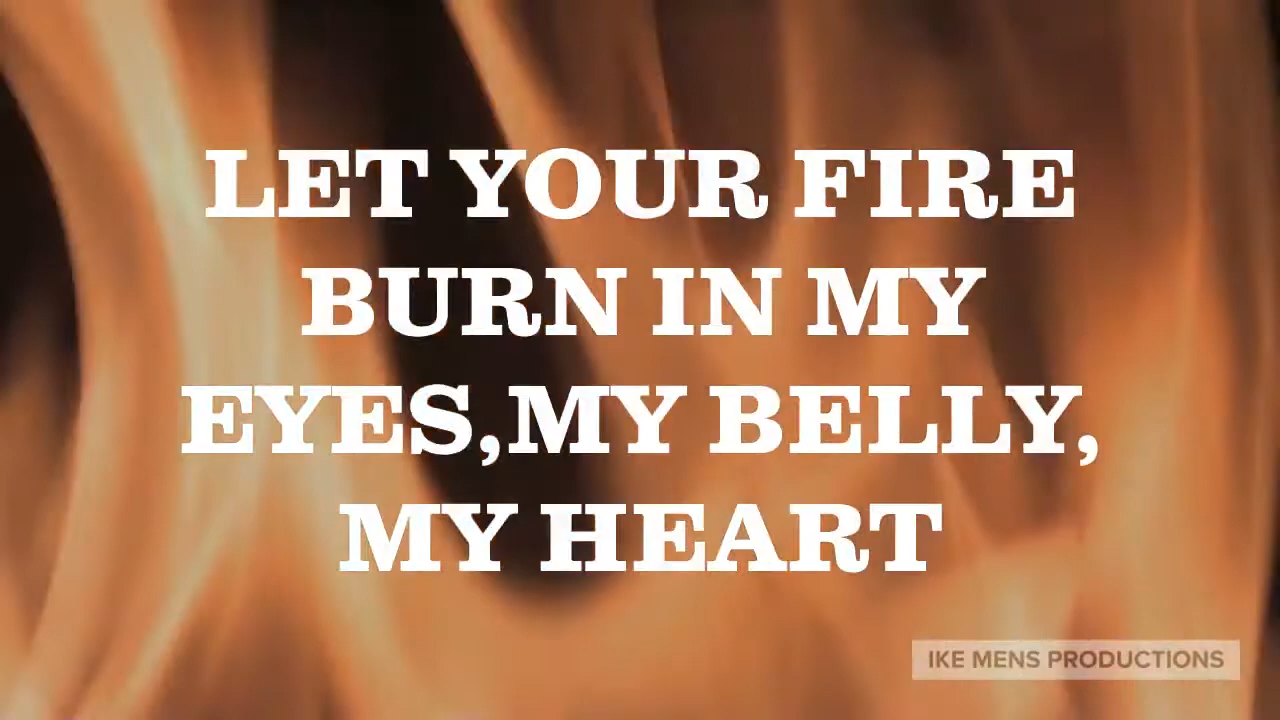 LET YOUR FIRE
BURN IN MY
EYES,MY BELLY,
MY HEART
IKE MENS PRODUCTIONS